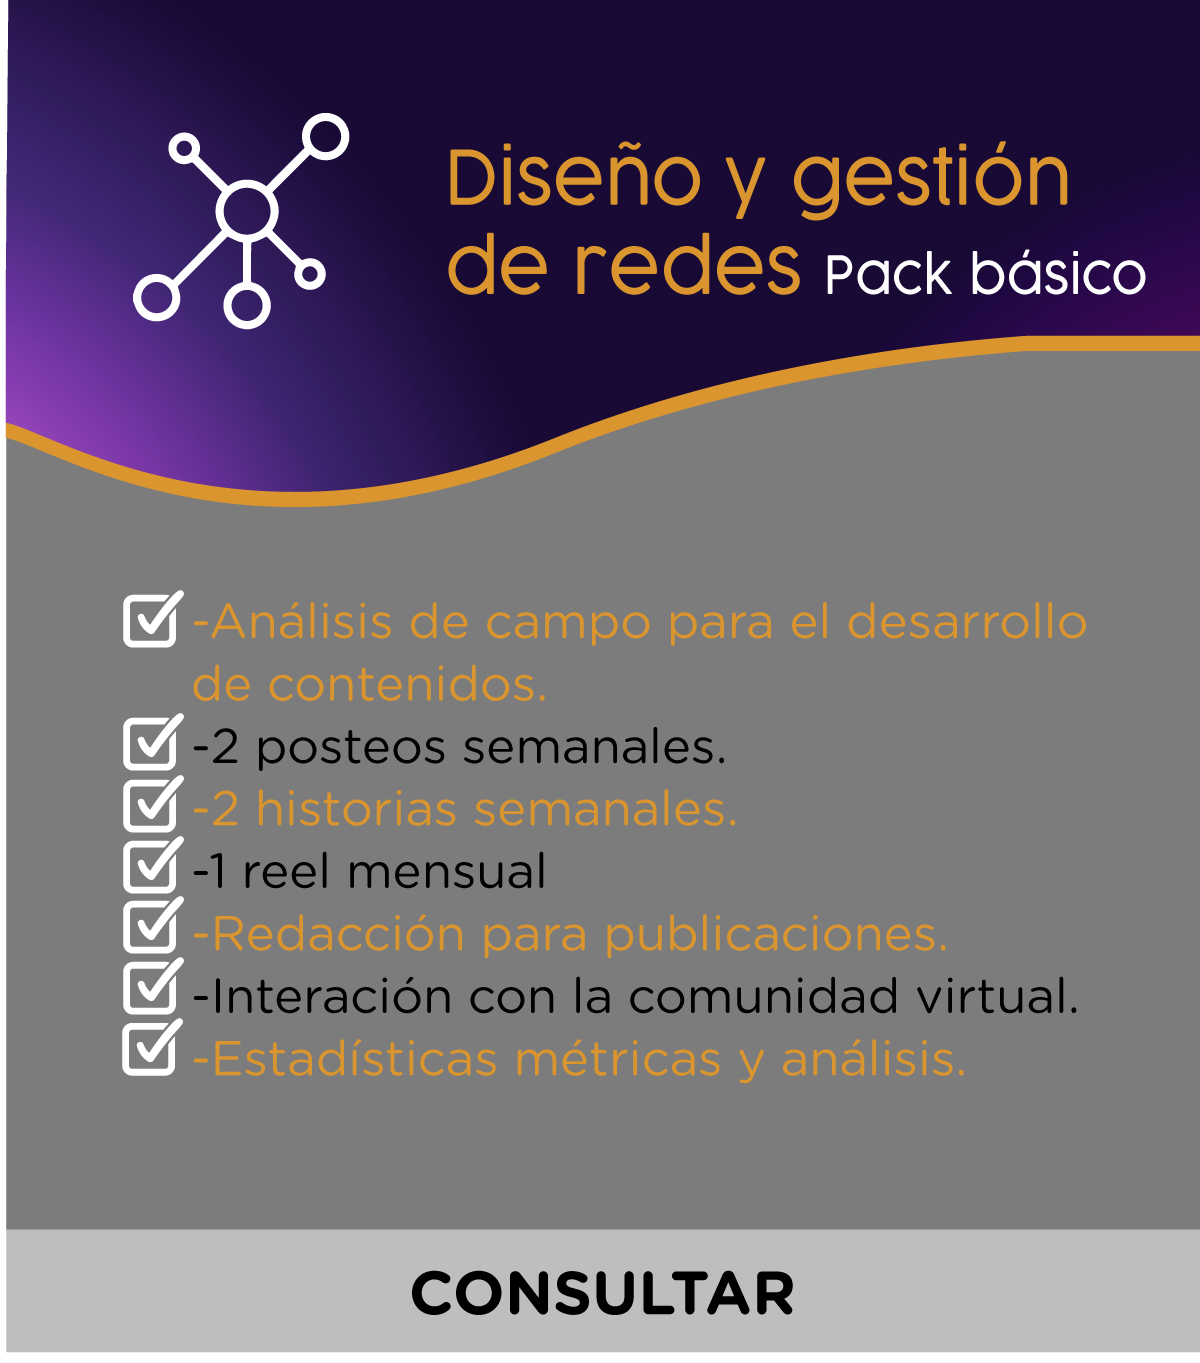 Diseño y gestión
de redes Pack básico
-Análisis de campo para el desarrollo
de contenidos.
-2 posteos semanales.
-2 historias semanales.
-1 reel mensual
-Redacción para publicaciones.
-Interación con la comunidad virtual.
-Estadísticas métricas y análisis.
CONSULTAR